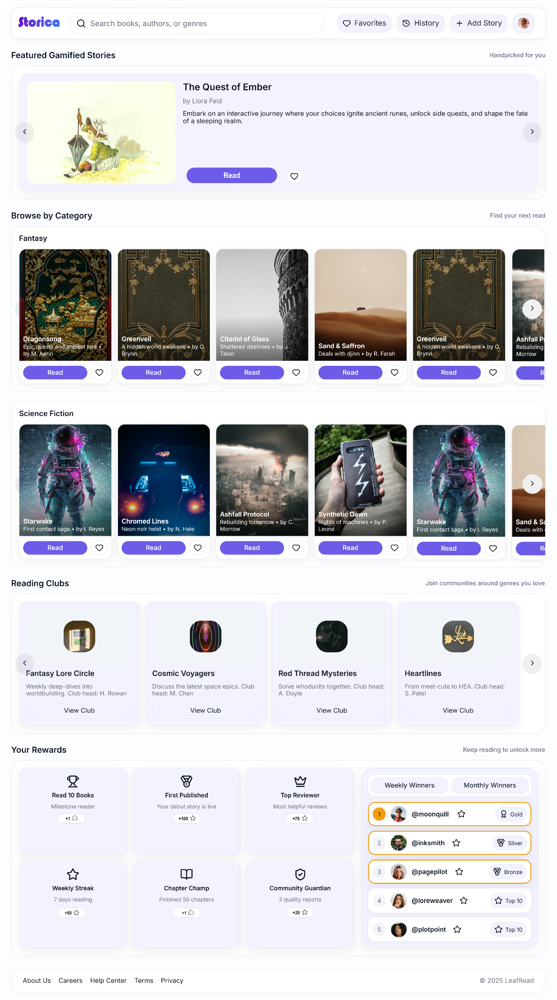 Storica
Search books, authors, or genres
Favorites
History
Add Story
Featured Gamified Stories
Handpicked for you
The Quest of Ember
by Liora Feld
Embark on an interactive journey where your choices ignite ancient runes, unlock side quests, and shape the fate
of a sleeping realm.
Read
Browse by Category
Find your next read
Fantasy
Dragonsong
Epic quests and ancient lore •
by M. Aerin
Read
Greenveil
A hidden world awakens • by O.
Brynn
Read
Citadel of Glass
Shattered destinies • by J.
Talon
Read
Sand & Saffron
Deals with djinn • by R. Farah
Read
Greenveil
A hidden world awakens • by O.
Brynn
Read
Ashfall P
Rebuilding
Morrow
R
Science Fiction
Starwake
First contact saga • by I. Reyes
Read
Chromed Lines
Neon noir heist • by N. Hale
Read
Ashfall Protocol
Rebuilding tomorrow • by C.
Morrow
Read
Synthetic Dawn
Rights of machines • by P.
Leone
Read
Starwake
First contact saga • by I. Reyes
Read
Sand & Sa
Deals with
Re
Reading Clubs
Join communities around genres you love
BOOK
CLUB
Fantasy Lore Circle
Weekly deep-dives into
worldbuilding. Club head: H. Rowan
View Club
Cosmic Voyagers
Discuss the latest space epics. Club
head: M. Chen
View Club
Red Thread Mysteries
Solve whodunits together. Club head:
A. Doyle
View Club
Love
Heartlines
From meet-cute to HEA. Club head:
S. Patel
View Club
Your Rewards
Keep reading to unlock more
Read 10 Books
Milestone reader
+1
First Published
Your debut story is live
+100
Top Reviewer
Most helpful reviews
+75
Weekly Streak
7 days reading
+50
Chapter Champ
Finished 50 chapters
+1
Community Guardian
3 quality reports
+25
Weekly Winners
Monthly Winners
1 @moonquill Gold
2 @inksmith Silver
3 @pagepilot Bronze
4 @loreweaver Top 10
5 @plotpoint Top 10
About Us
Careers
Help Center
Terms
Privacy
© 2025 LeafRead